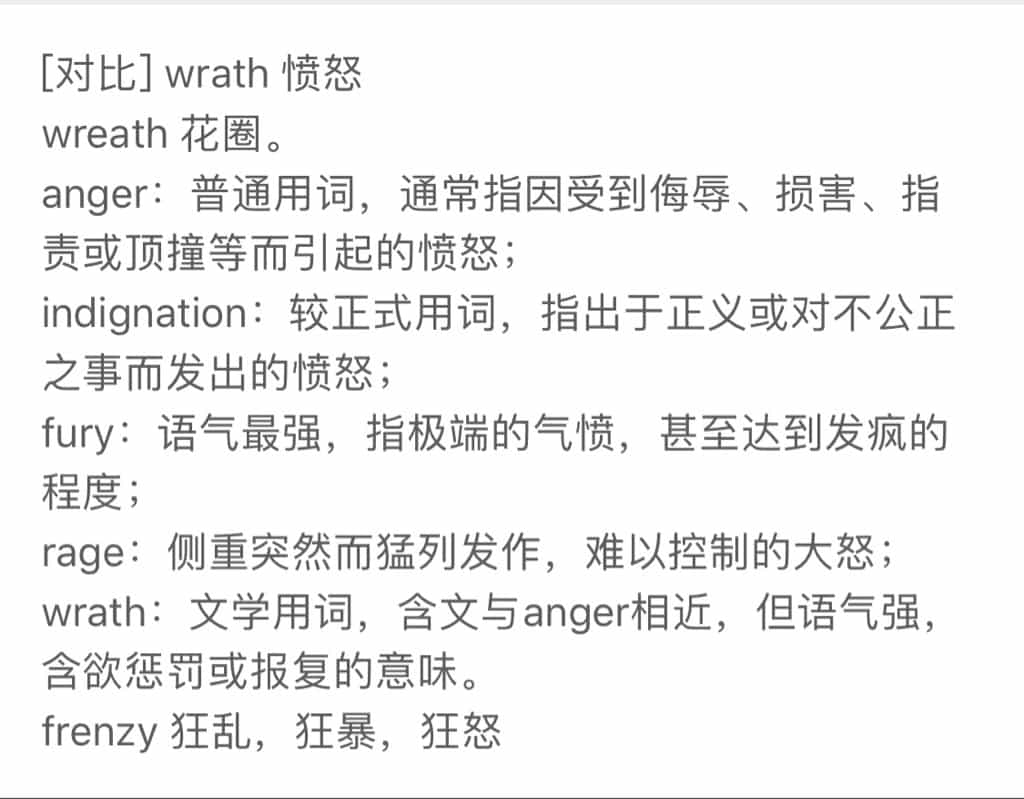 [对比] wrath 愤怒
wreath 花圈。
anger：普通用词，通常指因受到侮辱、损害、指
责或顶撞等而引起的愤怒；
indignation：较正式用词，指出于正义或对不公正
之事而发出的愤怒；
fury：语气最强，指极端的气愤，甚至达到发疯的
程度；
rage：侧重突然而猛列发作，难以控制的大怒；
wrath：文学用词，含文与anger相近，但语气强，
含欲惩罚或报复的意味。
frenzy 狂乱，狂暴，狂怒